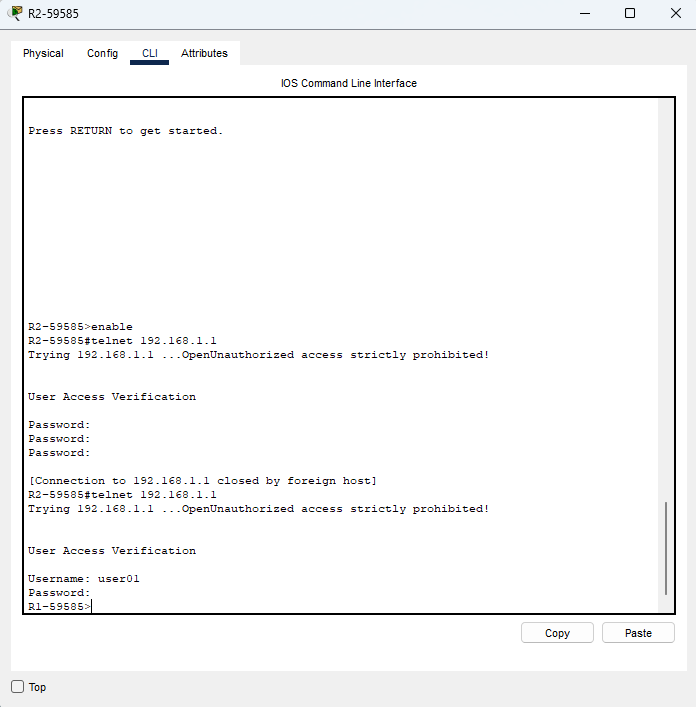 R2-59585
Physical Config CLI Attributes
IOS Command Line Interface
Press RETURN to get started.
R2-59585>enable
R2-59585#telnet 192.168.1.1
Trying 192.168.1.1 ...OpenUnauthorized access strictly prohibited!
User Access Verification
Password:
Password:
Password:
[Connection to 192.168.1.1 closed by foreign host]
R2-59585#telnet 192.168.1.1
Trying 192.168.1.1 ...OpenUnauthorized access strictly prohibited!
User Access Verification
Username: user01
Password:
R1-59585>
Copy Paste
Top